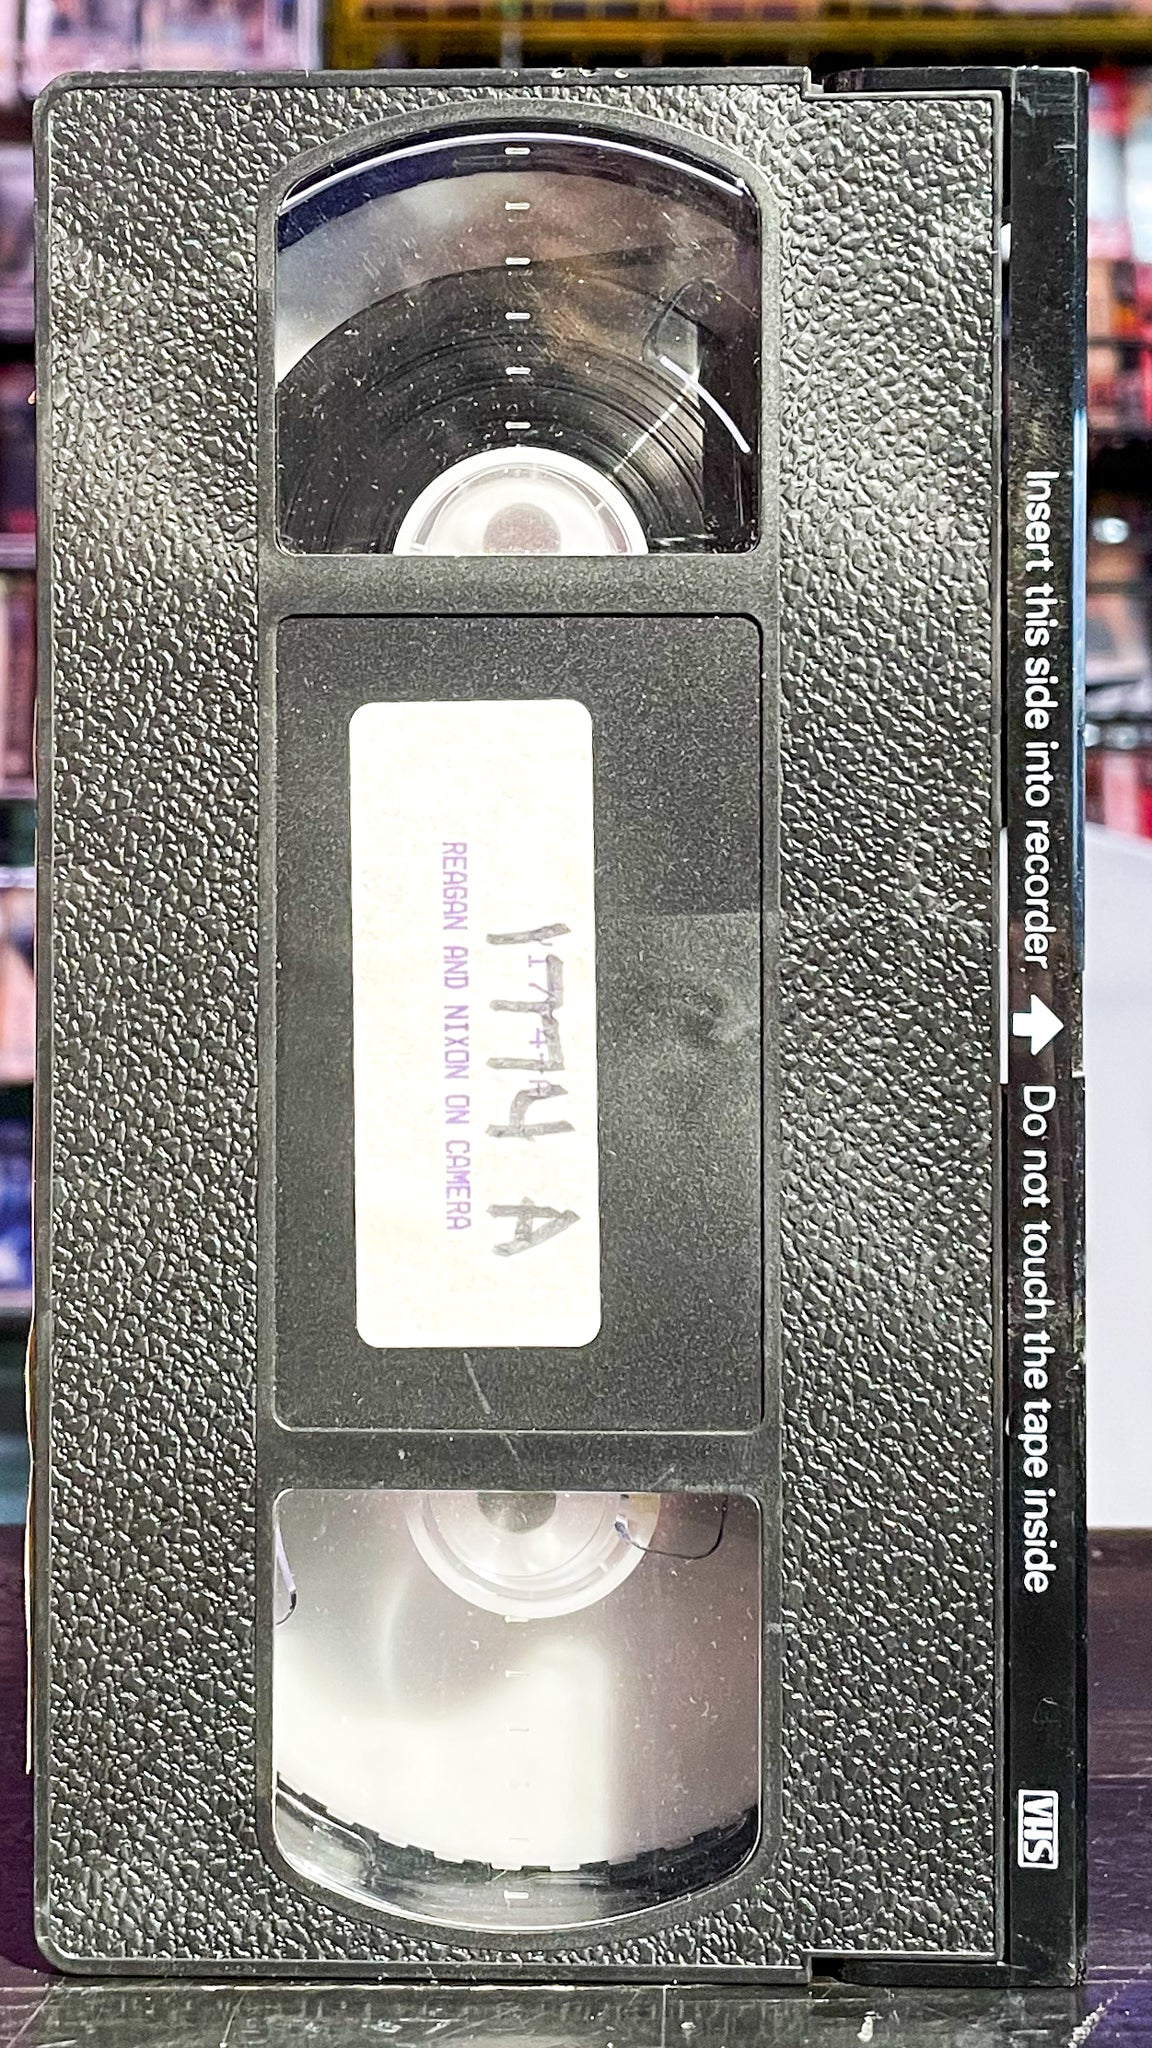 Insert this side into recorder. Do not touch the tape inside
VHS
1774 A
REAGAN AND NIXON ON CAMERA